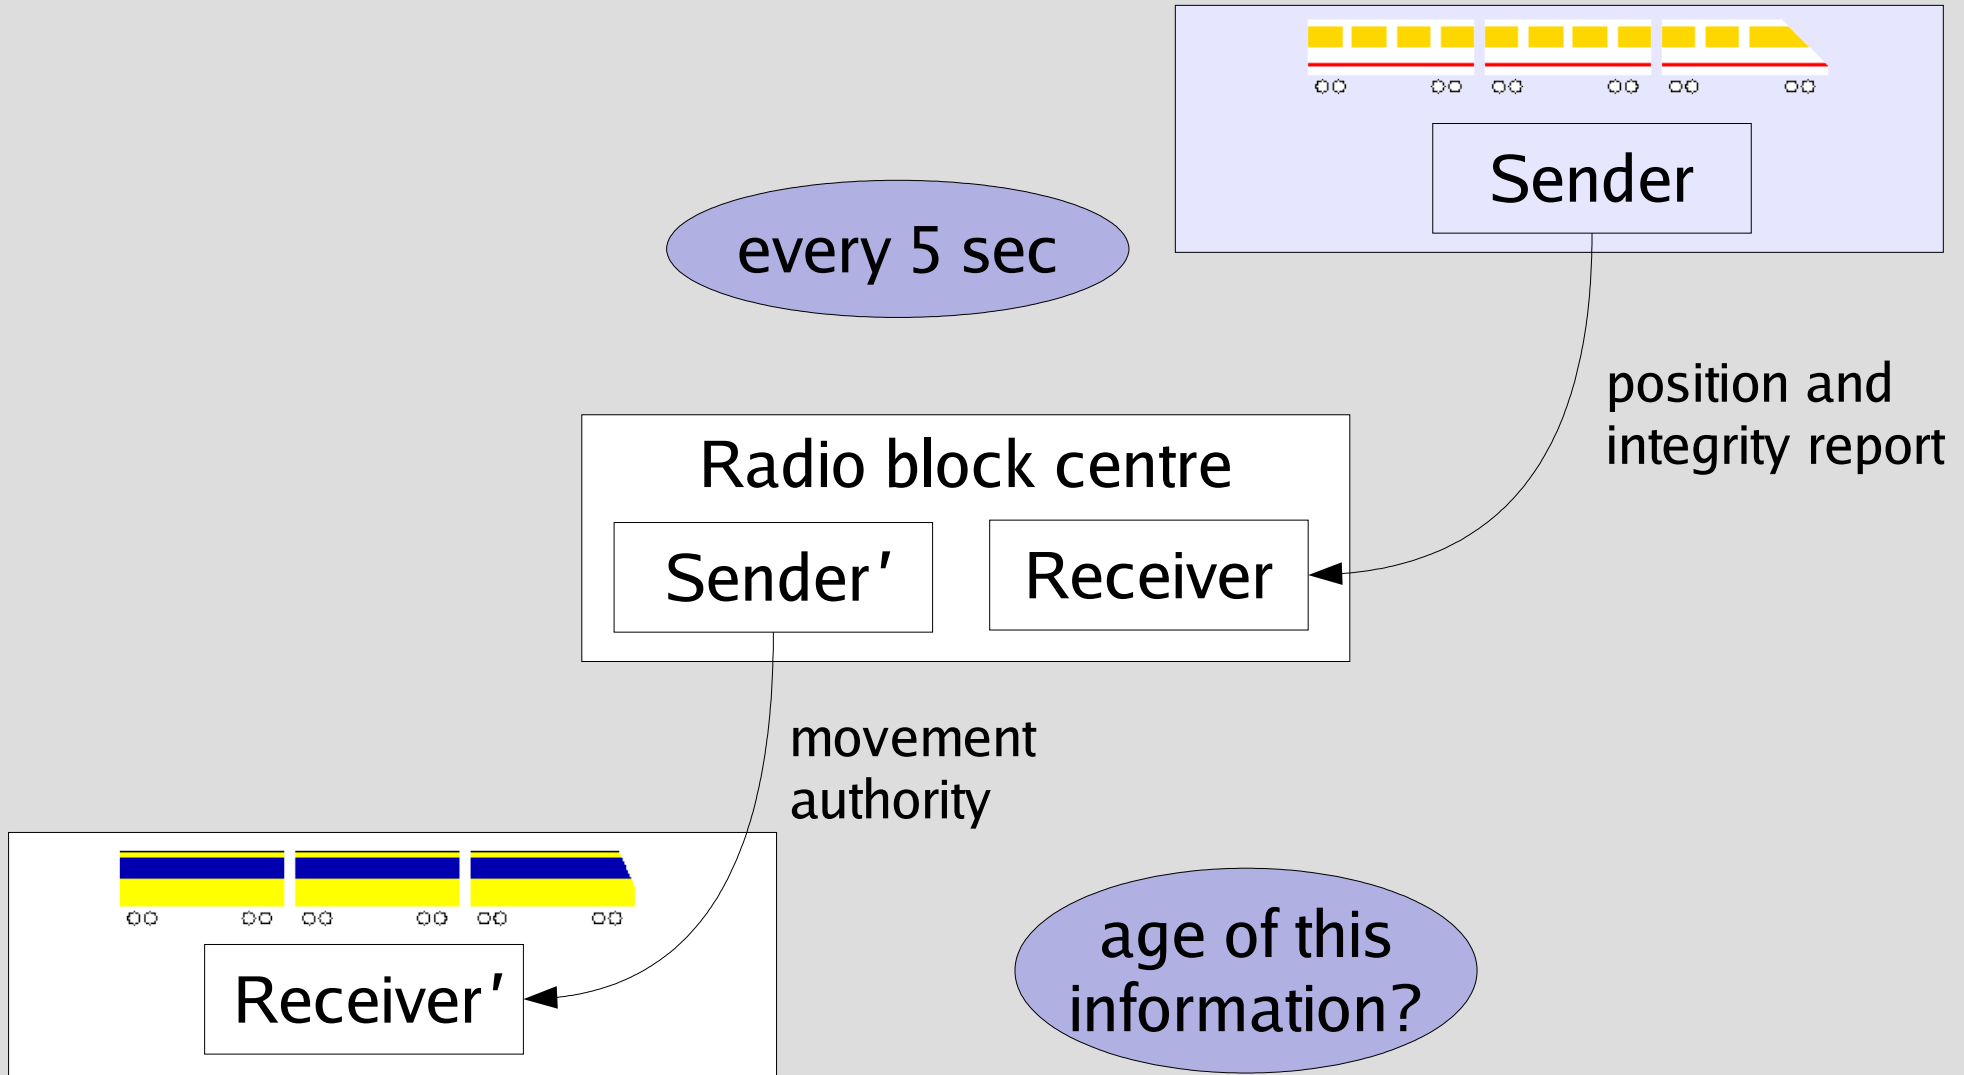 Sender
every 5 sec
position and
integrity report
Radio block centre
Sender′
Receiver
movement
authority
Receiver′
age of this
information?